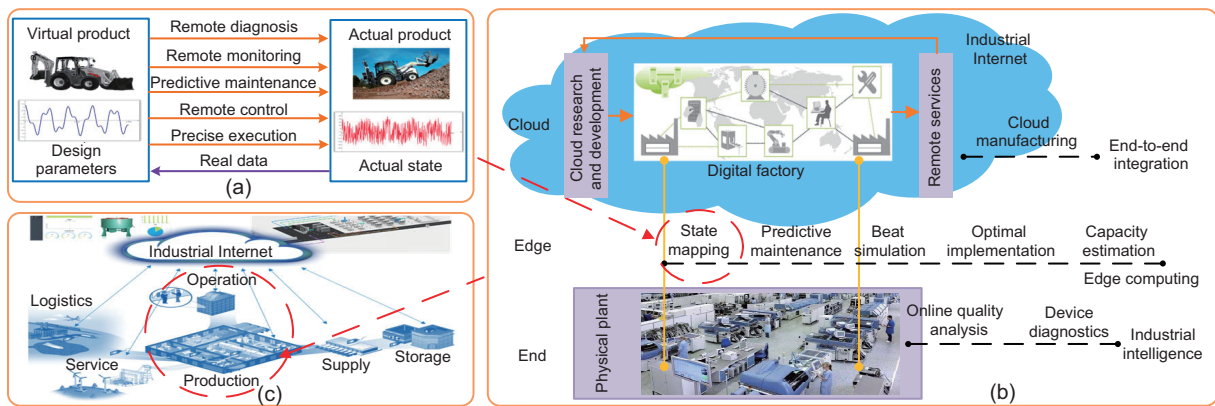 Virtual product
Remote diagnosis
Remote monitoring
Predictive maintenance
Remote control
Precise execution
Real data
Actual product
Design
parameters
Actual state
(a)
Industrial Internet
Operation
Logistics
Service
Production
Supply
Storage
(c)
Industrial
Internet
Cloud
Cloud research
and development
Digital factory
Remote services
Cloud
manufacturing
End-to-end
integration
Edge
State
mapping
Predictive
maintenance
Beat
simulation
Optimal
implementation
Capacity
estimation
Edge computing
End
Physical plant
Online quality
analysis
Device
diagnostics
Industrial
intelligence
(b)